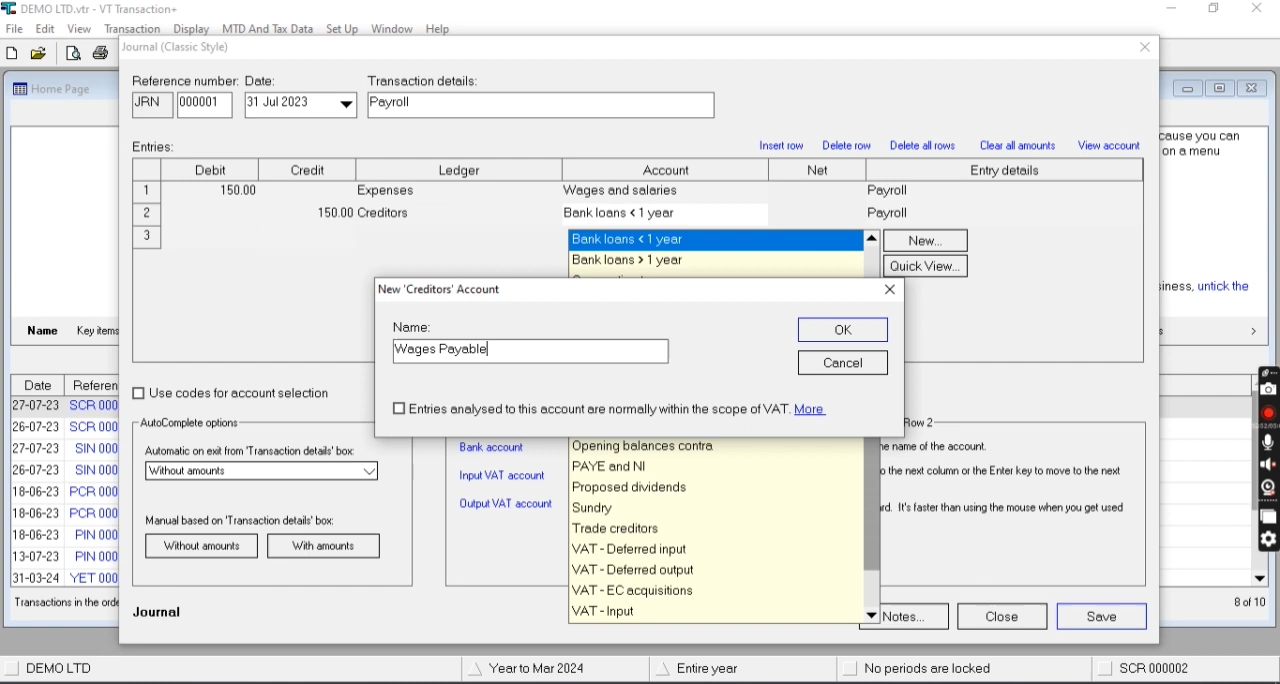 DEMO LTD.vtr - VT Transaction+
File Edit View Transaction Display MTD And Tax Data Set Up Window Help
Journal (Classic Style)
Home Page
Reference number: Date: Transaction details:
JRN 000001 31 Jul 2023 Payroll
cause you can
on a menu
Entries: Insert row Delete row Delete all rows Clear all amounts View account
Debit Credit Ledger Account Net Entry details
1 150.00 Expenses Wages and salaries Payroll
2 150.00 Creditors Bank loans < 1 year Payroll
3
Bank loans < 1 year New...
Bank loans > 1 year Quick View...
siness, untick the
New 'Creditors' Account
Name:
Wages Payable
OK
Cancel
Entries analysed to this account are normally within the scope of VAT. More
Name Key items
s
Date Referen
27-07-23 SCR 000
26-07-23 SCR 000
27-07-23 SIN 000
26-07-23 SIN 000
18-06-23 PCR 000
18-06-23 PCR 000
18-06-23 PIN 000
13-07-23 PIN 000
31-03-24 YET 000
Transactions in the orde
Use codes for account selection
AutoComplete options
Automatic on exit from 'Transaction details' box:
Without amounts
Manual based on 'Transaction details' box:
Without amounts With amounts
Bank account
Input VAT account
Output VAT account
Opening balances contra
PAYE and NI
Proposed dividends
Sundry
Trade creditors
VAT - Deferred input
VAT - Deferred output
VAT - EC acquisitions
VAT - Input
Row 2
e name of the account.
o the next column or the Enter key to move to the next
rd. It's faster than using the mouse when you get used
8 of 10
Journal Notes... Close Save
DEMO LTD Year to Mar 2024 Entire year No periods are locked SCR 000002